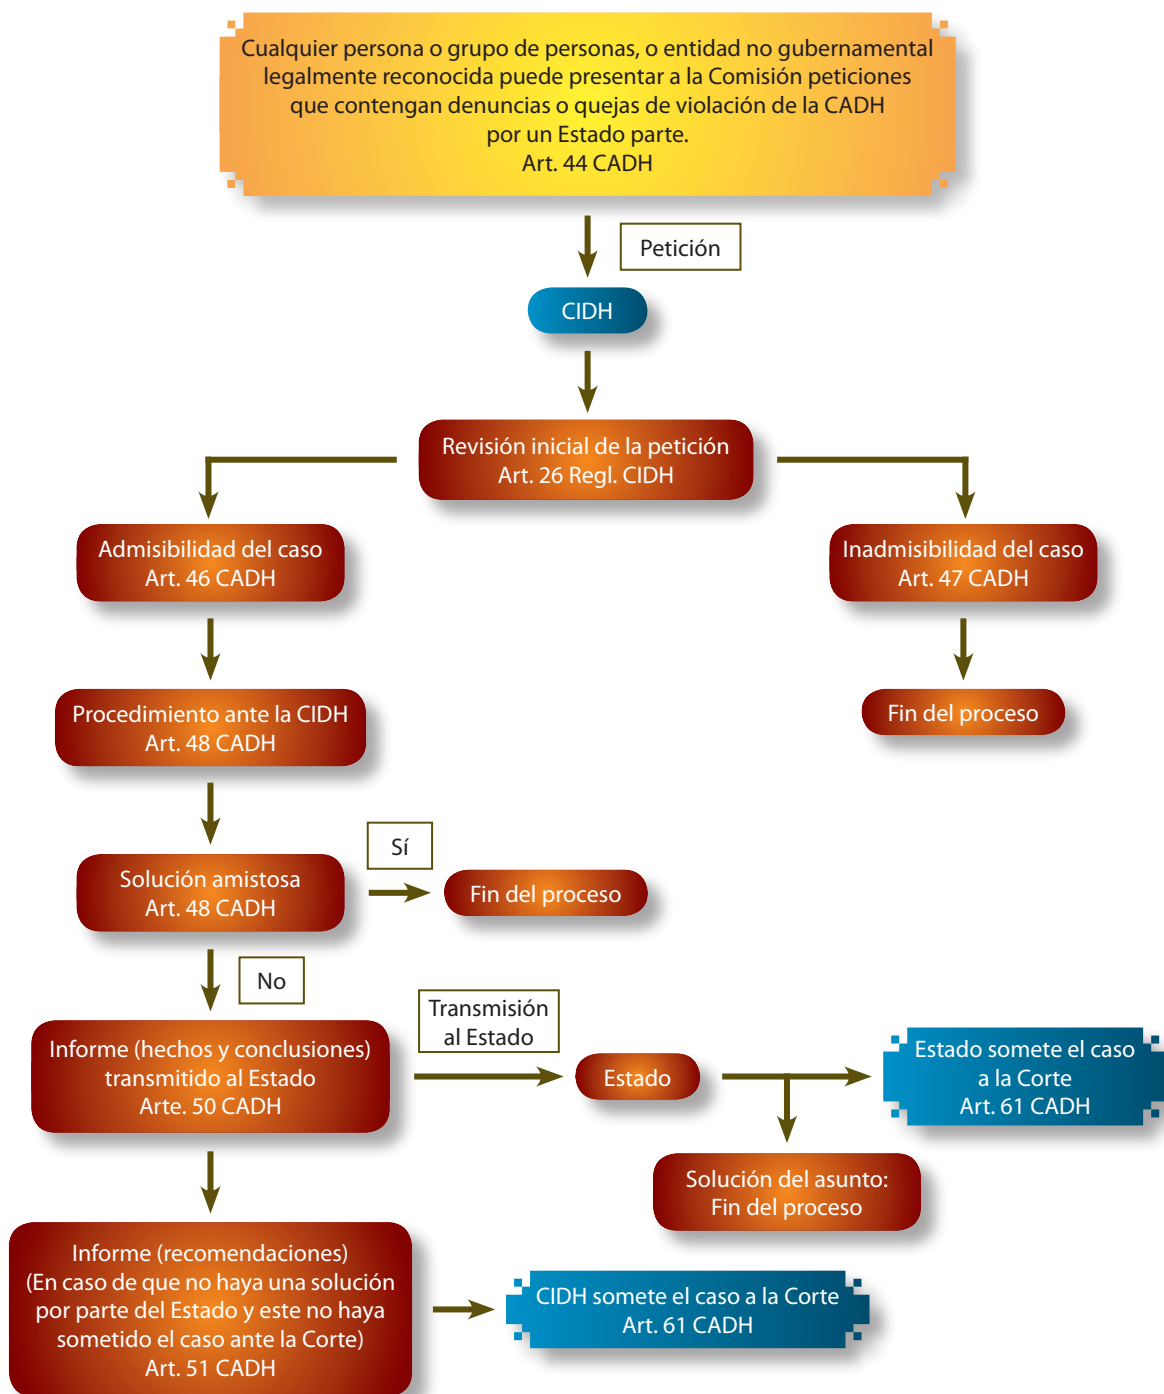 Cualquier persona o grupo de personas, o entidad no gubernamental
legalmente reconocida puede presentar a la Comisión peticiones
que contengan denuncias o quejas de violación de la CADH
por un Estado parte.
Art. 44 CADH
Petición
CIDH
Revisión inicial de la petición
Art. 26 Regl. CIDH
Admisibilidad del caso
Art. 46 CADH
Inadmisibilidad del caso
Art. 47 CADH
Procedimiento ante la CIDH
Art. 48 CADH
Fin del proceso
Sí
Solución amistosa
Art. 48 CADH
Fin del proceso
No
Transmisión
al Estado
Informe (hechos y conclusiones)
transmitido al Estado
Arte. 50 CADH
Estado
Estado somete el caso
a la Corte
Art. 61 CADH
Solución del asunto:
Fin del proceso
Informe (recomendaciones)
(En caso de que no haya una solución
por parte del Estado y este no haya
sometido el caso ante la Corte)
Art. 51 CADH
CIDH somete el caso a la Corte
Art. 61 CADH